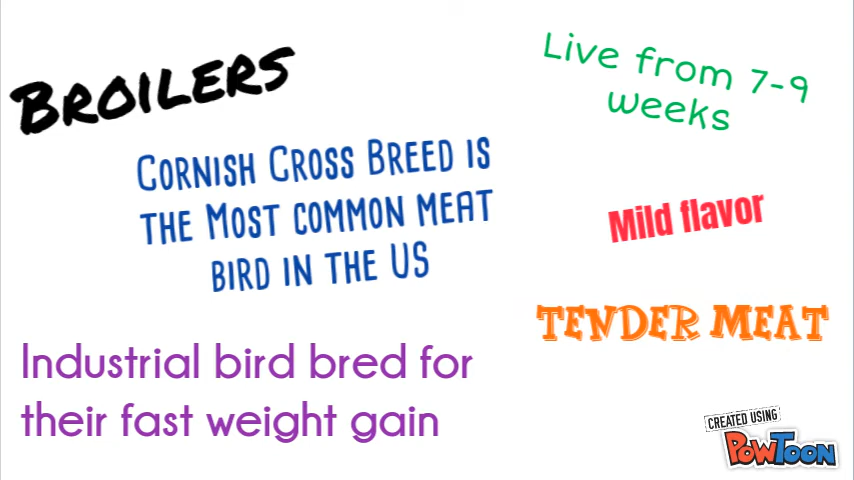 BROILERS
CORNISH CROSS BREED IS
THE MOST COMMON MEAT
BIRD IN THE US
Industrial bird bred for
their fast weight gain
Live from 7-9
weeks
Mild flavor
TENDER MEAT
CREATED USING
POWTOON